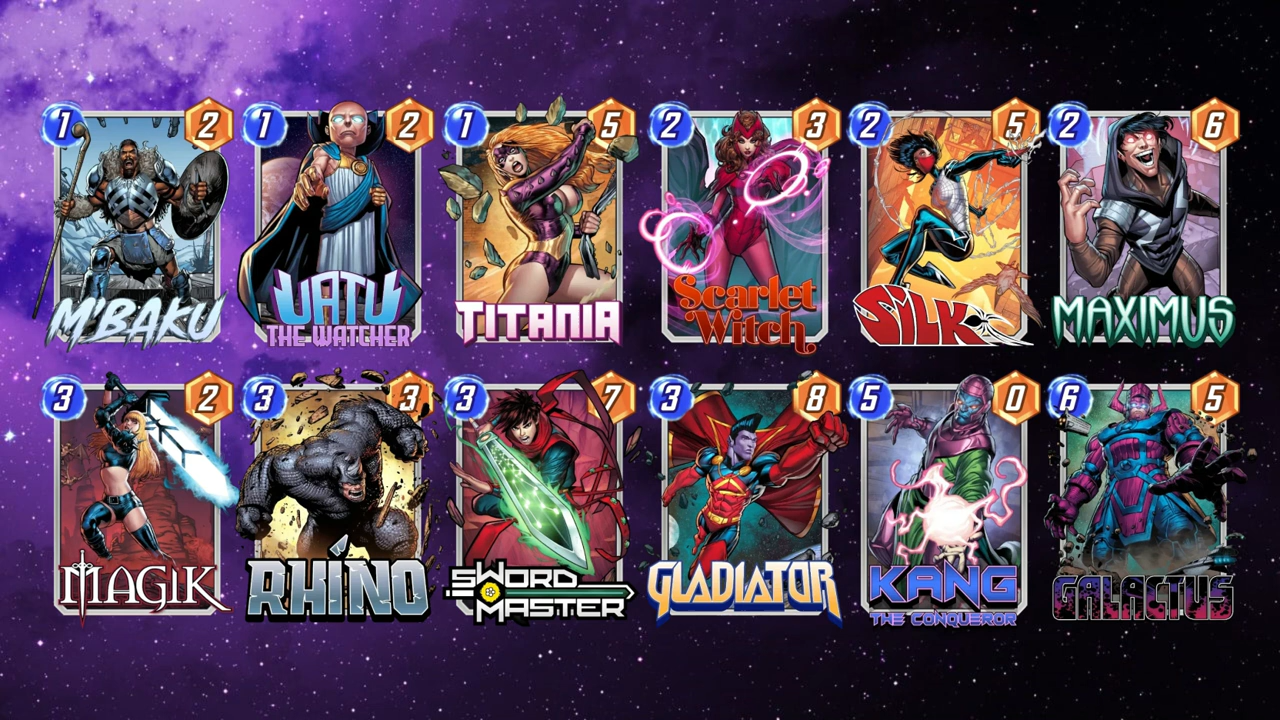 1 2
M'BAKU
1 2
UATU
THE WATCHER
1 5
TITANIA
2 3
Scarlet
Witch
2 5
SILK
2 6
MAXIMUS
3 2
MAGIK
3 3
RHINO
3 7
SWORD
MASTER
3 8
GLADIATOR
5 0
KANG
THE CONQUEROR
6 5
GALACTUS